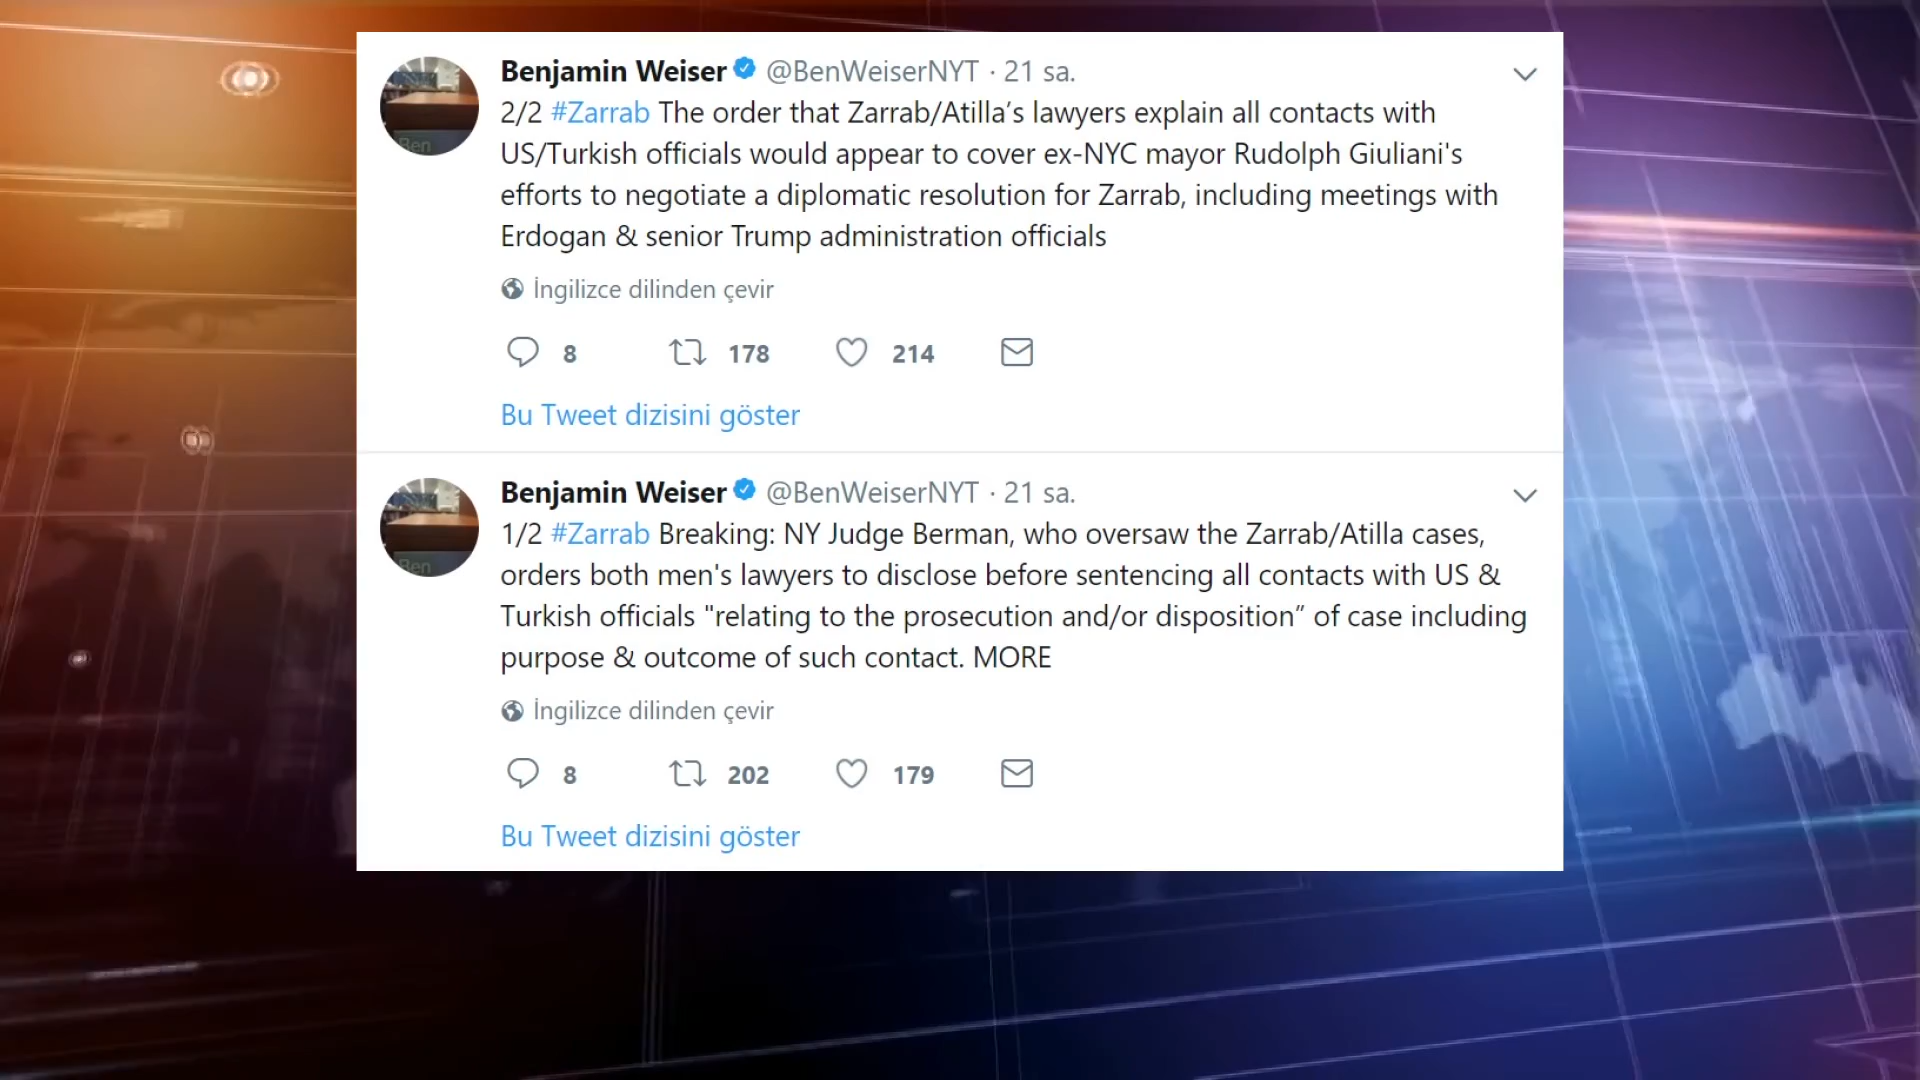 Benjamin Weiser @BenWeiserNYT · 21 sa.
2/2 #Zarrab The order that Zarrab/Atilla’s lawyers explain all contacts with
US/Turkish officials would appear to cover ex-NYC mayor Rudolph Giuliani's
efforts to negotiate a diplomatic resolution for Zarrab, including meetings with
Erdogan & senior Trump administration officials
İngilizce dilinden çevir
8 178 214
Bu Tweet dizisini göster
Benjamin Weiser @BenWeiserNYT · 21 sa.
1/2 #Zarrab Breaking: NY Judge Berman, who oversaw the Zarrab/Atilla cases,
orders both men's lawyers to disclose before sentencing all contacts with US &
Turkish officials "relating to the prosecution and/or disposition” of case including
purpose & outcome of such contact. MORE
İngilizce dilinden çevir
8 202 179
Bu Tweet dizisini göster